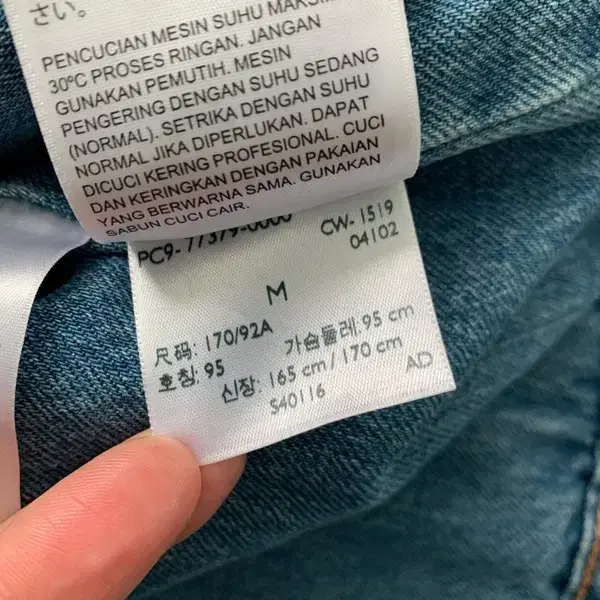 さい。
PENCUCIAN MESIN SUHU MAKSIM
30°C PROSES RINGAN. JANGAN
GUNAKAN PEMUTIH. MESIN
PENGERING DENGAN SUHU SEDANG
(NORMAL). SETRIKA DENGAN SUHU
NORMAL JIKA DIPERLUKAN. DAPAT
DICUCI KERING PROFESIONAL. CUCI
DAN KERINGKAN DENGAN PAKAIAN
YANG BERWARNA SAMA. GUNAKAN
SABUN CUCI CAIR.
PC9-77379-0000 CW-1519
04102
M
尺码: 170/92A 가슴둘레:95 cm
호칭: 95 신장: 165 cm / 170 cm
S40116 AD